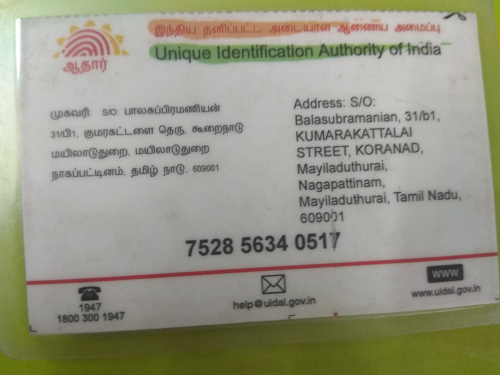 இந்திய தனிப்பட்ட அடையாள ஆணைய அமைப்பு
Unique Identification Authority of India
ஆதார்
முகவரி: S/O: பாலசுப்பிரமணியன்
31/பி1, குமரகட்டளை தெரு, கூறைநாடு
மயிலாடுதுறை, மயிலாடுதுறை
நாகப்பட்டினம், தமிழ் நாடு, 609001
Address: S/O:
Balasubramanian, 31/b1,
KUMARAKATTALAI
STREET, KORANAD,
Mayiladuthurai,
Nagapattinam,
Mayiladuthurai, Tamil Nadu,
609001
7528 5634 0517
1947
1800 300 1947
help@uidai.gov.in
www
www.uidai.gov.in